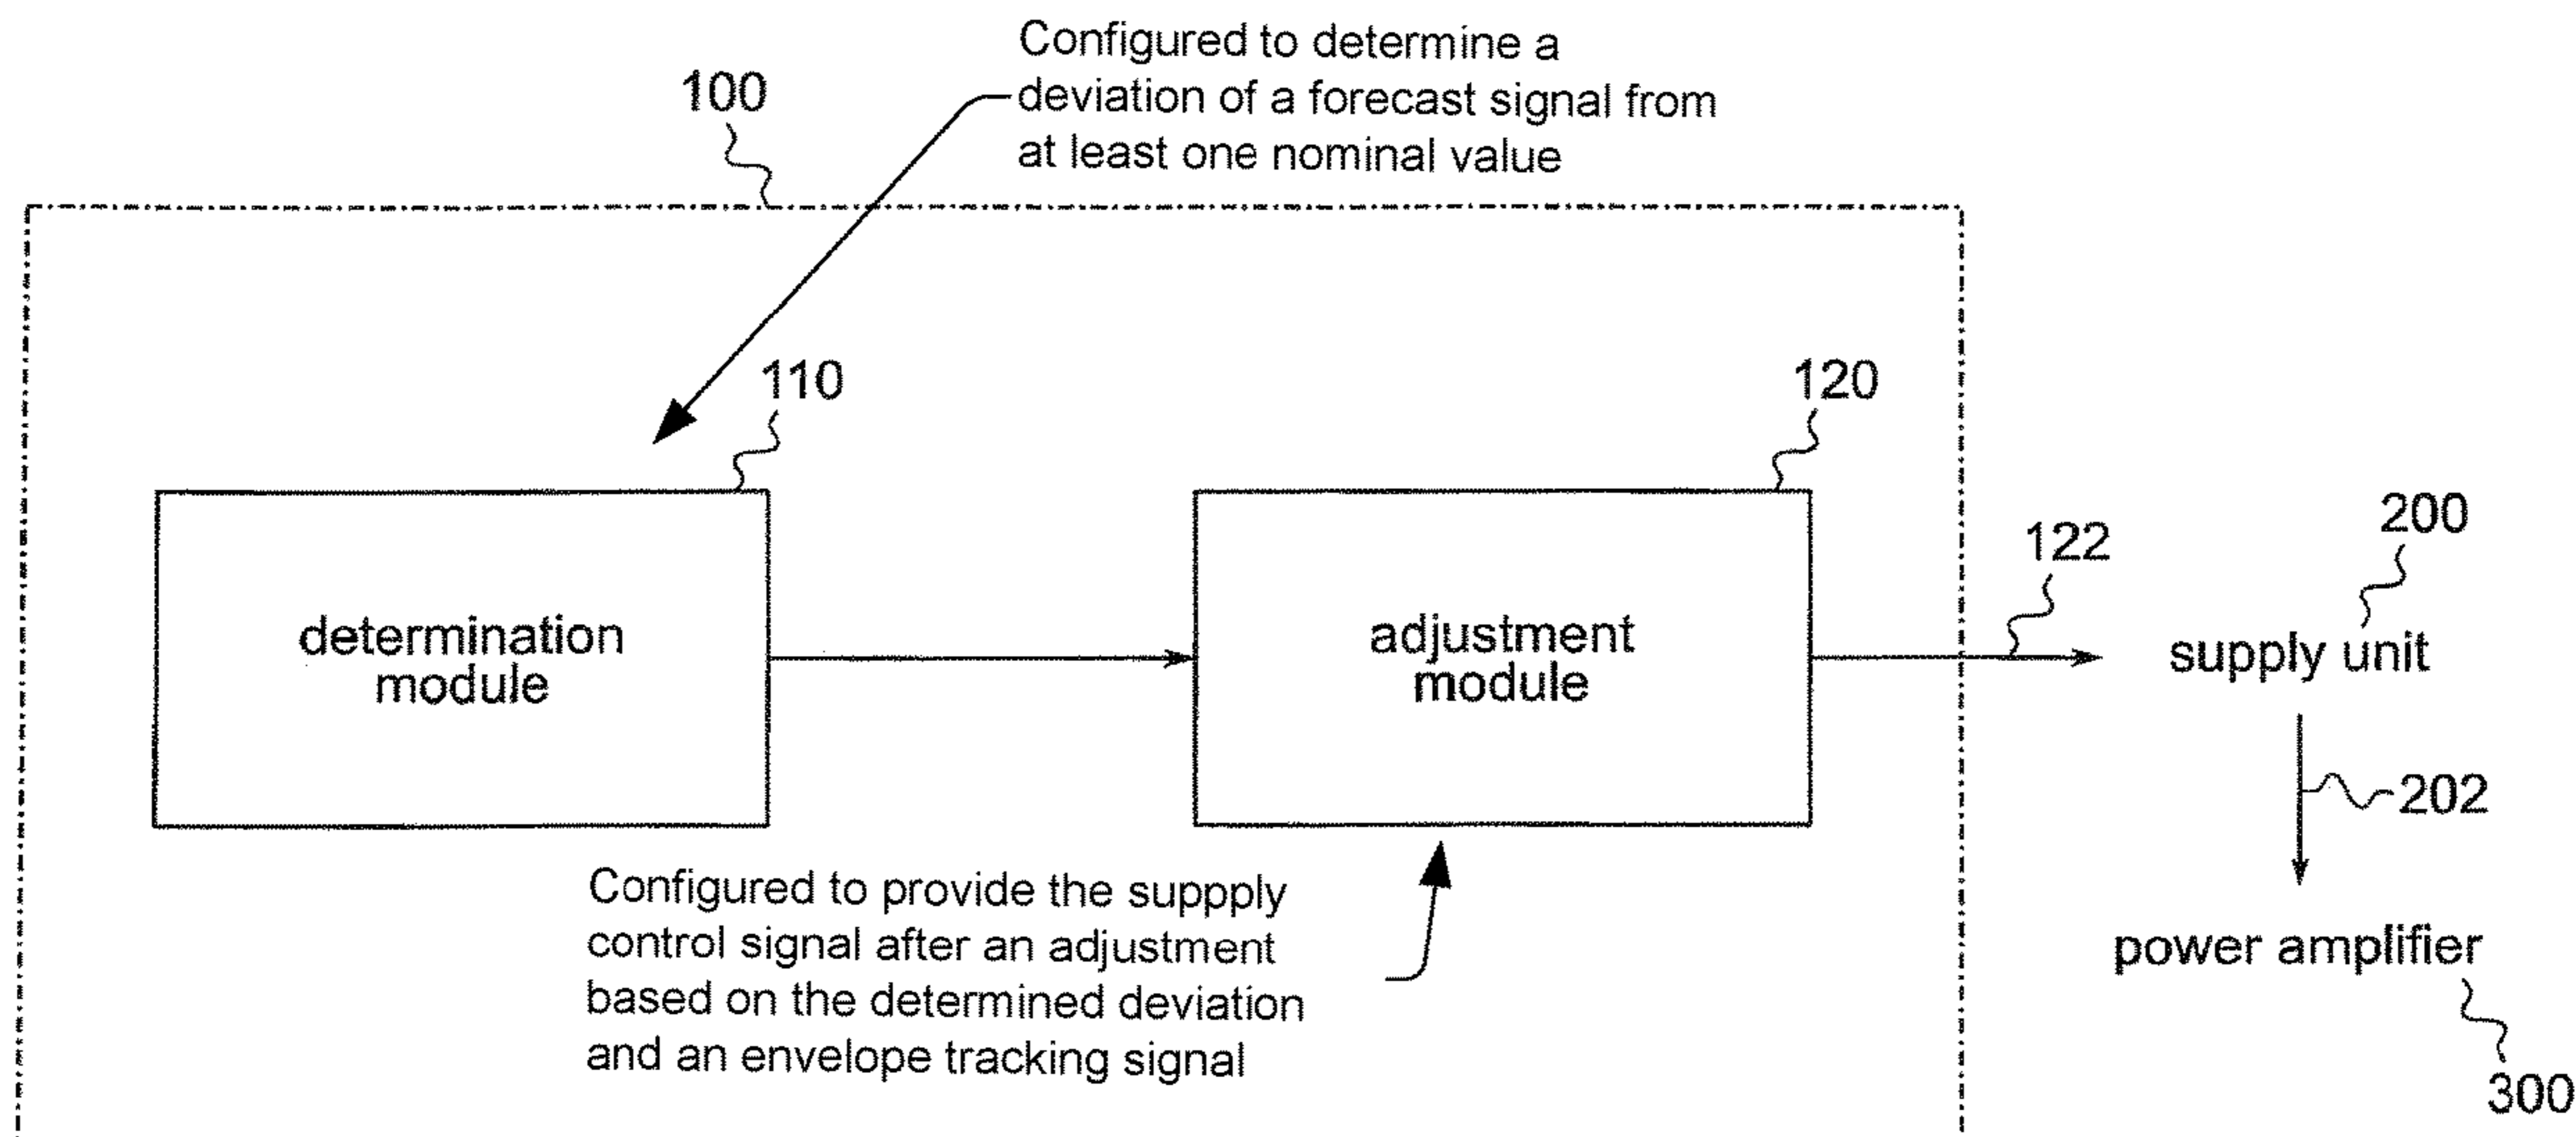 Configured to determine a
deviation of a forecast signal from
at least one nominal value
100
110
120
determination
module
adjustment
module
122
200
supply unit
202
power amplifier
300
Configured to provide the suppply
control signal after an adjustment
based on the determined deviation
and an envelope tracking signal